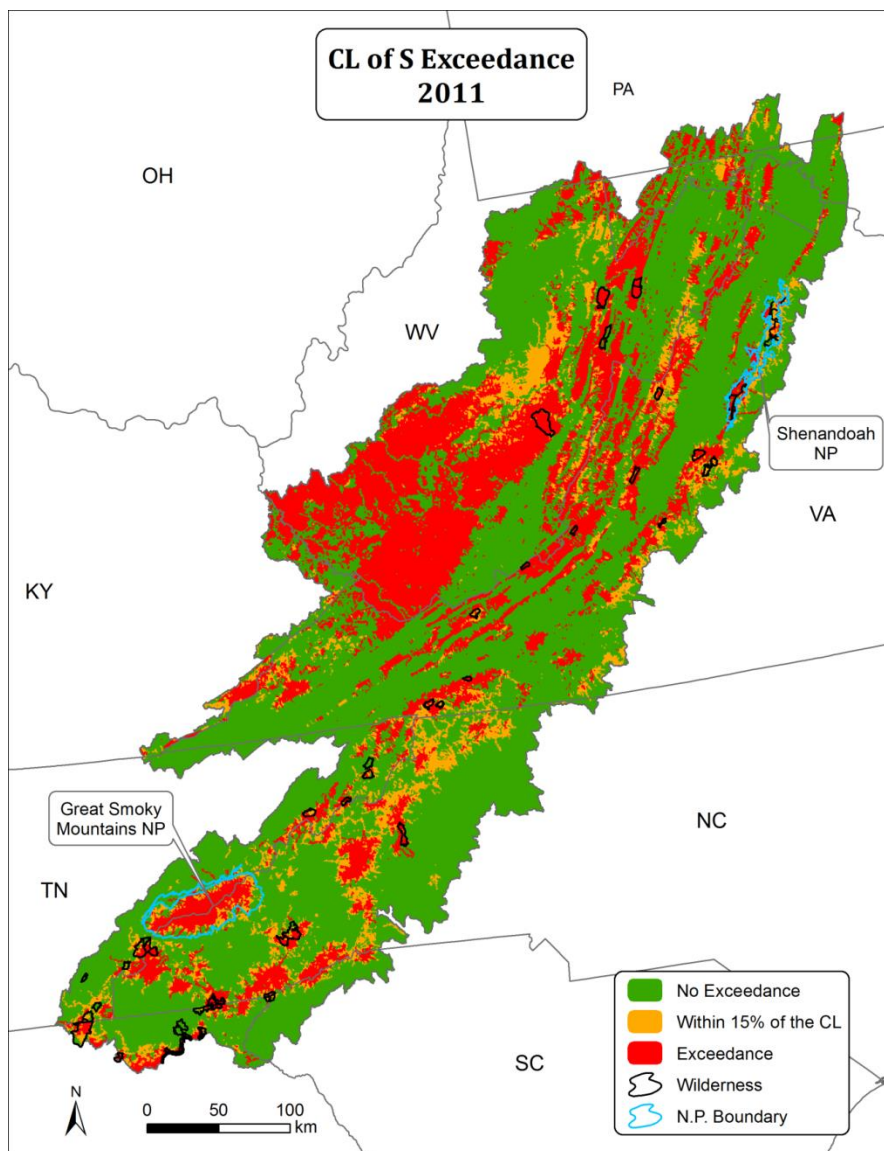 CL of S Exceedance
2011
PA
OH
WV
Shenandoah
NP
VA
KY
Great Smoky
Mountains NP
NC
TN
SC
No Exceedance
Within 15% of the CL
Exceedance
Wilderness
N.P. Boundary
N
0 50 100
km